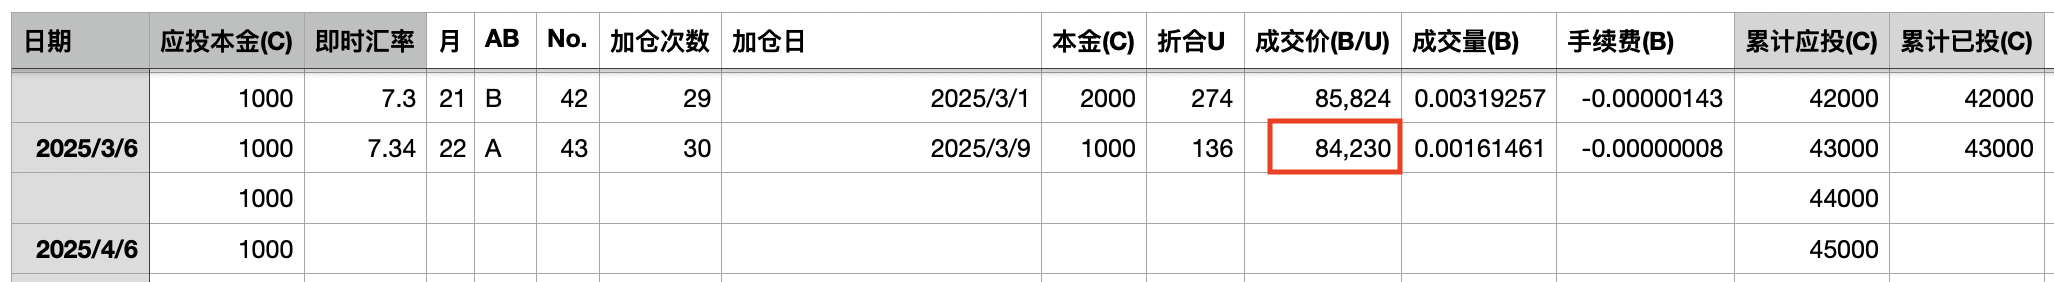 日期 应投本金(C) 即时汇率 月 AB No. 加仓次数 加仓日 本金(C) 折合U 成交价(B/U) 成交量(B) 手续费(B) 累计应投(C) 累计已投(C)
1000 7.3 21 B 42 29 2025/3/1 2000 274 85,824 0.00319257 -0.00000143 42000 42000
2025/3/6 1000 7.34 22 A 43 30 2025/3/9 1000 136 84,230 0.00161461 -0.00000008 43000 43000
1000 44000
2025/4/6 1000 45000